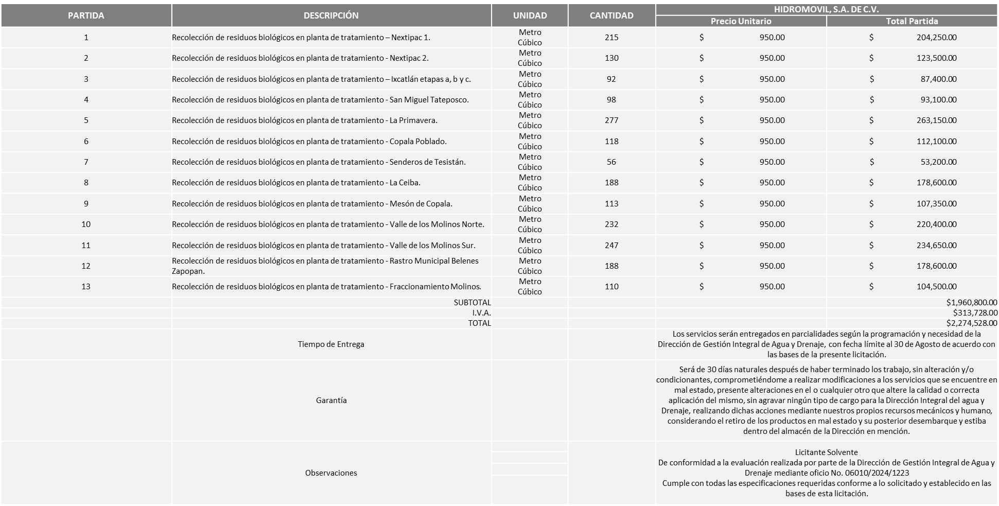 PARTIDA DESCRIPCIÓN UNIDAD CANTIDAD HIDROMOVIL, S.A. DE C.V.
Precio Unitario Total Partida
1 Recolección de residuos biológicos en planta de tratamiento – Nextipac 1. Metro Cúbico 215 $ 950.00 $ 204,250.00
2 Recolección de residuos biológicos en planta de tratamiento - Nextipac 2. Metro Cúbico 130 $ 950.00 $ 123,500.00
3 Recolección de residuos biológicos en planta de tratamiento – Ixcatlán etapas a, b y c. Metro Cúbico 92 $ 950.00 $ 87,400.00
4 Recolección de residuos biológicos en planta de tratamiento - San Miguel Tateposco. Metro Cúbico 98 $ 950.00 $ 93,100.00
5 Recolección de residuos biológicos en planta de tratamiento - La Primavera. Metro Cúbico 277 $ 950.00 $ 263,150.00
6 Recolección de residuos biológicos en planta de tratamiento - Copala Poblado. Metro Cúbico 118 $ 950.00 $ 112,100.00
7 Recolección de residuos biológicos en planta de tratamiento - Senderos de Tesistán. Metro Cúbico 56 $ 950.00 $ 53,200.00
8 Recolección de residuos biológicos en planta de tratamiento - La Ceiba. Metro Cúbico 188 $ 950.00 $ 178,600.00
9 Recolección de residuos biológicos en planta de tratamiento - Mesón de Copala. Metro Cúbico 113 $ 950.00 $ 107,350.00
10 Recolección de residuos biológicos en planta de tratamiento - Valle de los Molinos Norte. Metro Cúbico 232 $ 950.00 $ 220,400.00
11 Recolección de residuos biológicos en planta de tratamiento - Valle de los Molinos Sur. Metro Cúbico 247 $ 950.00 $ 234,650.00
12 Recolección de residuos biológicos en planta de tratamiento - Rastro Municipal Belenes Zapopan. Metro Cúbico 188 $ 950.00 $ 178,600.00
13 Recolección de residuos biológicos en planta de tratamiento - Fraccionamiento Molinos. Metro Cúbico 110 $ 950.00 $ 104,500.00
SUBTOTAL $1,960,800.00
I.V.A. $313,728.00
TOTAL $2,274,528.00
Tiempo de Entrega
Los servicios serán entregados en parcialidades según la programación y necesidad de la
Dirección de Gestión Integral de Agua y Drenaje, con fecha límite al 30 de Agosto de acuerdo con
las bases de la presente licitación.
Garantía
Será de 30 días naturales después de haber terminado los trabajo, sin alteración y/o
condicionantes, comprometiéndome a realizar modificaciones a los servicios que se encuentre en
mal estado, presente alteraciones en el o cualquier otro que altere la calidad o correcta
aplicación del mismo, sin agravar ningún tipo de cargo para la Dirección Integral del agua y
Drenaje, realizando dichas acciones mediante nuestros propios recursos mecánicos y humano,
considerando el retiro de los productos en mal estado y su posterior desembarque y estiba
dentro del almacén de la Dirección en mención.
Observaciones
Licitante Solvente
De conformidad a la evaluación realizada por parte de la Dirección de Gestión Integral de Agua y
Drenaje mediante oficio No. 06010/2024/1223
Cumple con todas las especificaciones requeridas conforme a lo solicitado y establecido en las
bases de esta licitación.